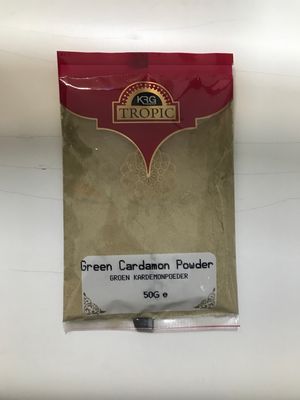 KRG
TROPIC
Green Cardamon Powder
GROEN KARDEMONPOEDER
50G e